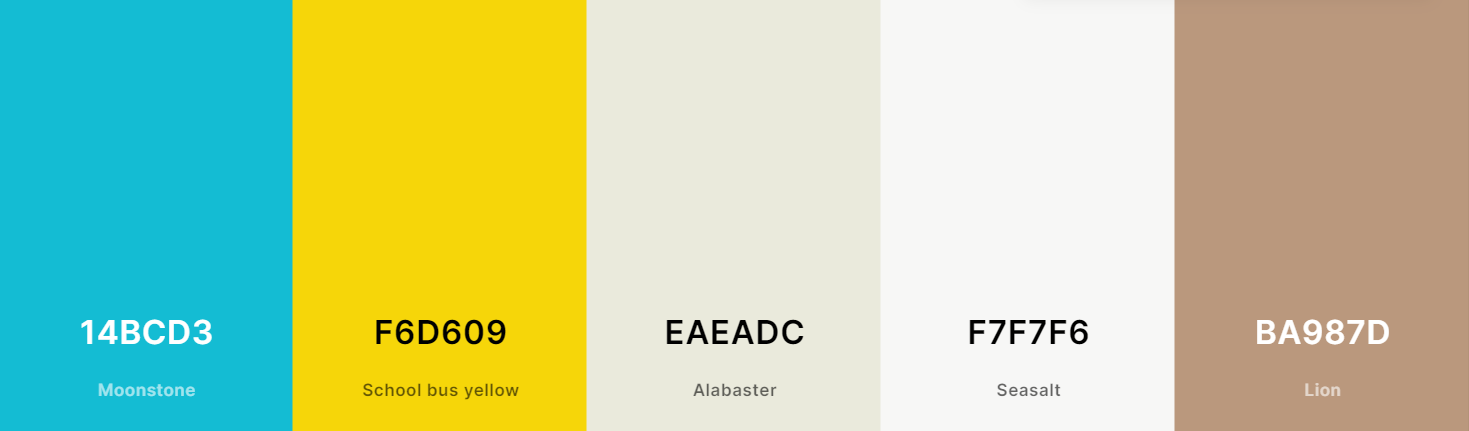 14BCD3
Moonstone
F6D609
School bus yellow
EAEADC
Alabaster
F7F7F6
Seasalt
BA987D
Lion